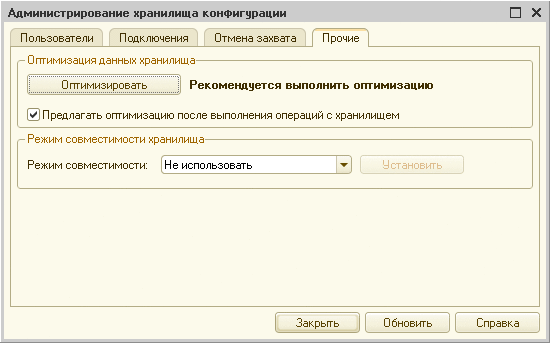 Администрирование хранилища конфигурации
Пользователи Подключения Отмена захвата Прочие
Оптимизация данных хранилища
Оптимизировать Рекомендуется выполнить оптимизацию
Предлагать оптимизацию после выполнения операций с хранилищем
Режим совместимости хранилища
Режим совместимости: Не использовать Установить
Закрыть Обновить Справка